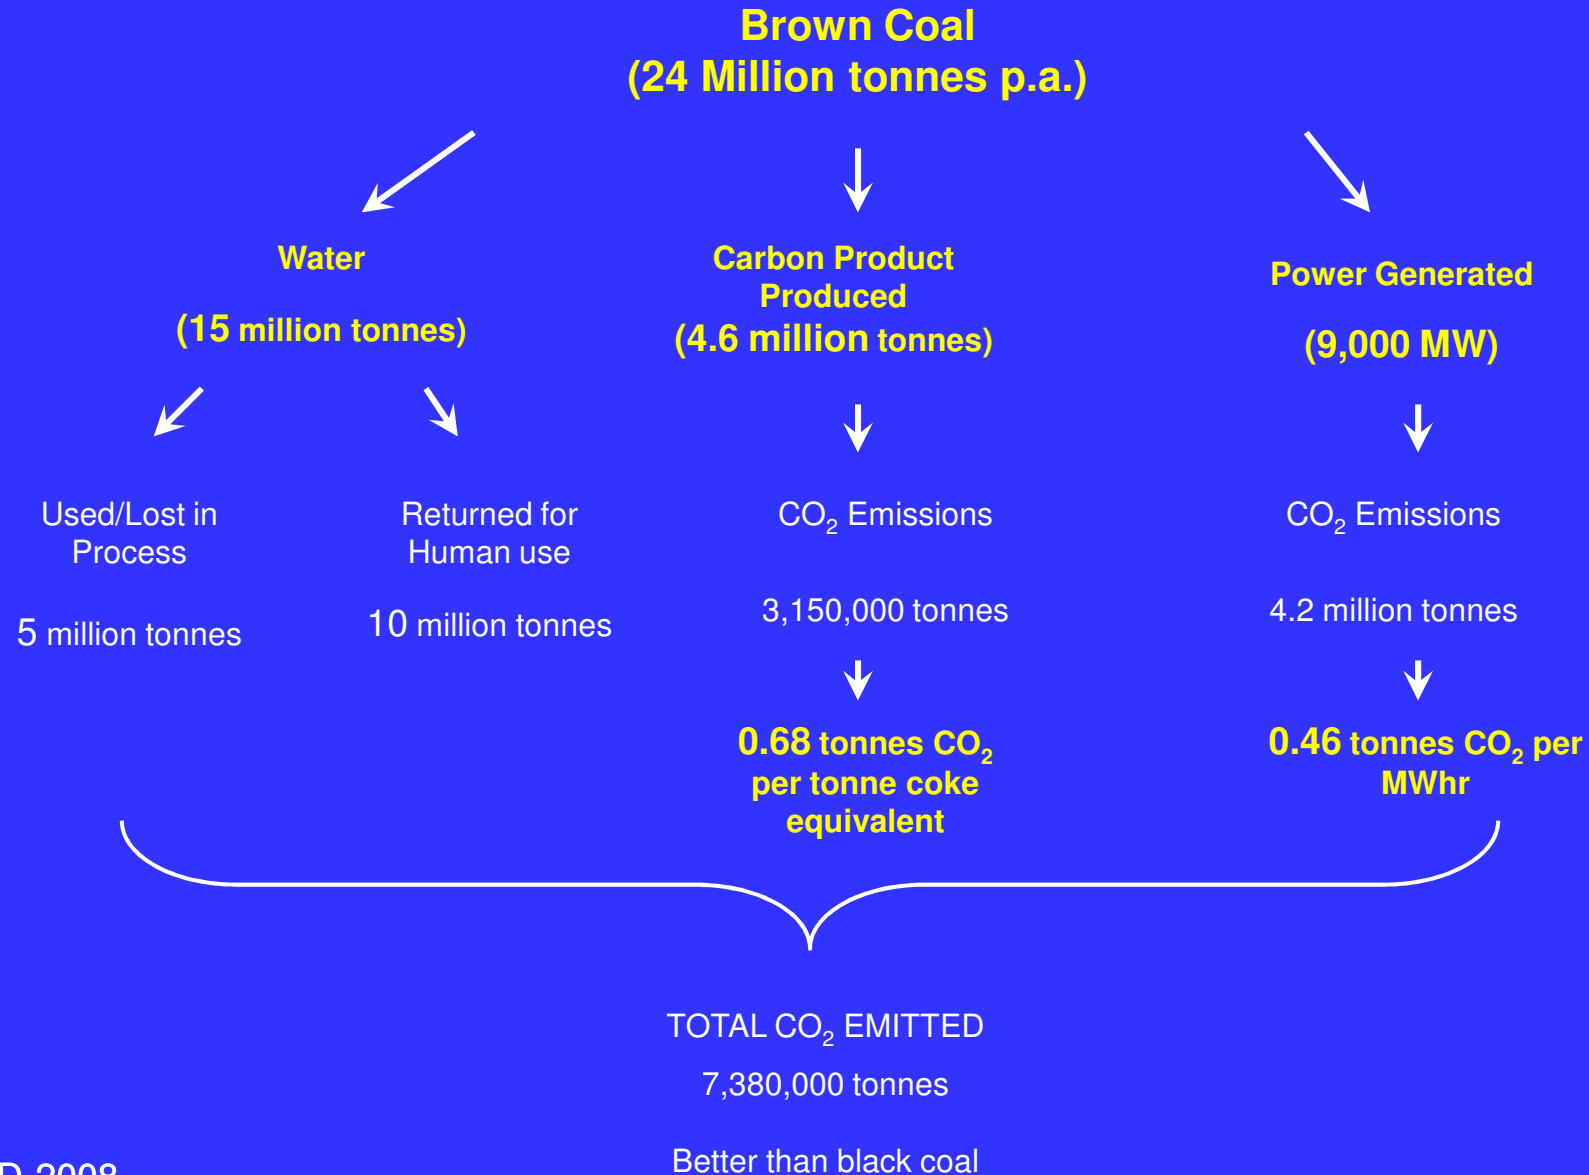 Brown Coal
(24 Million tonnes p.a.)
Water
(15 million tonnes)
Carbon Product
Produced
(4.6 million tonnes)
Power Generated
(9,000 MW)
Used/Lost in
Process
5 million tonnes
Returned for
Human use
10 million tonnes
CO₂ Emissions
3,150,000 tonnes
0.68 tonnes CO₂
per tonne coke
equivalent
CO₂ Emissions
4.2 million tonnes
0.46 tonnes CO₂ per
MWhr
TOTAL CO₂ EMITTED
7,380,000 tonnes
Better than black coal
2008